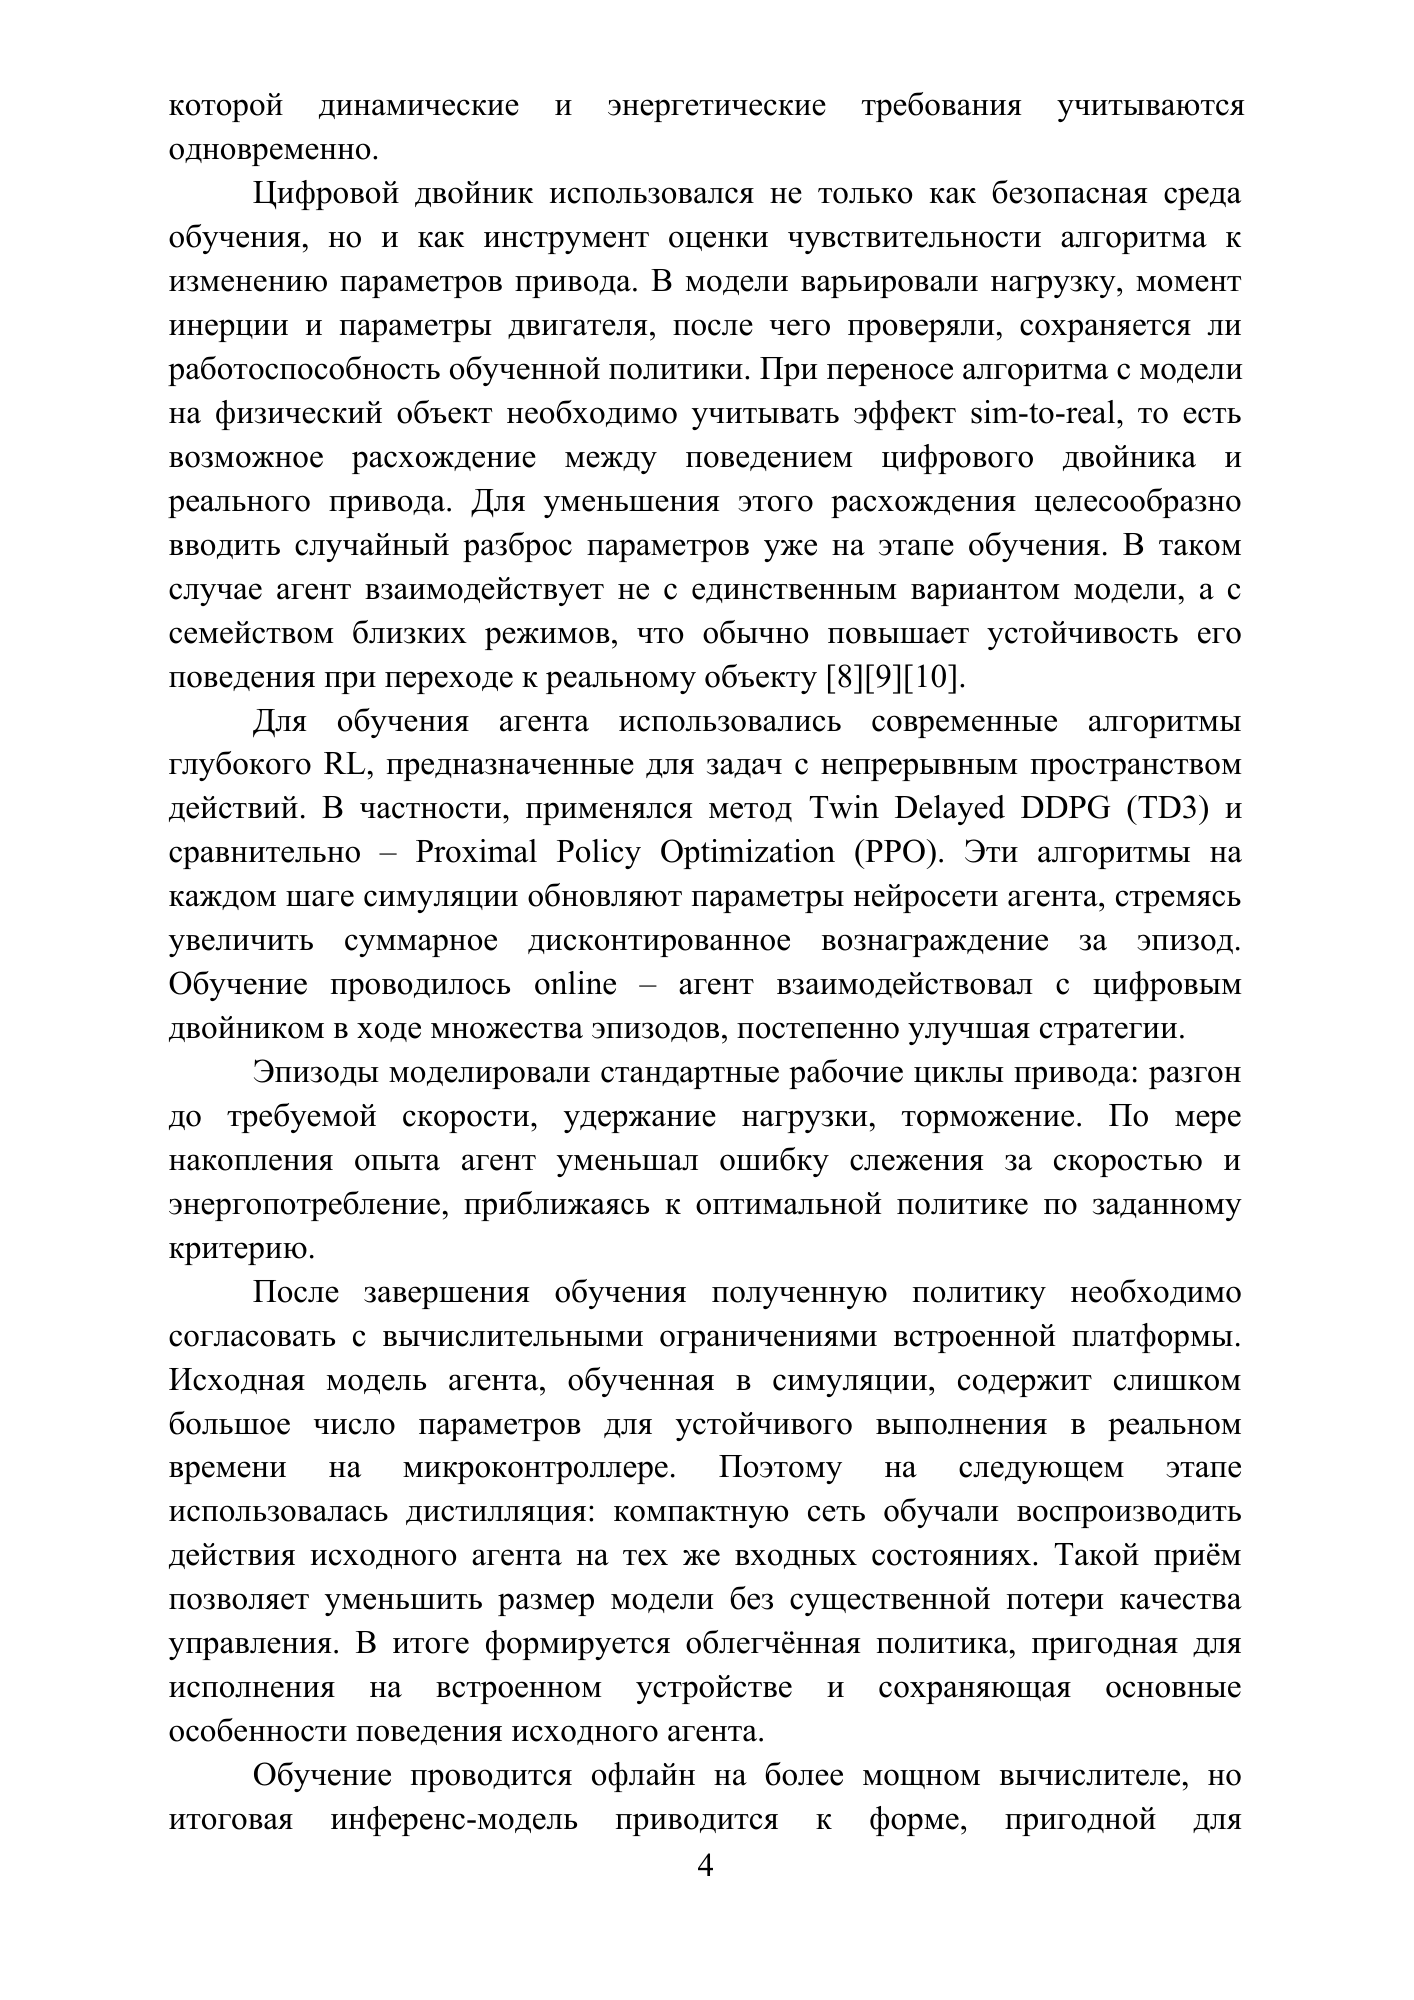 которой динамические и энергетические требования учитываются
одновременно.
Цифровой двойник использовался не только как безопасная среда
обучения, но и как инструмент оценки чувствительности алгоритма к
изменению параметров привода. В модели варьировали нагрузку, момент
инерции и параметры двигателя, после чего проверяли, сохраняется ли
работоспособность обученной политики. При переносе алгоритма с модели
на физический объект необходимо учитывать эффект sim-to-real, то есть
возможное расхождение между поведением цифрового двойника и
реального привода. Для уменьшения этого расхождения целесообразно
вводить случайный разброс параметров уже на этапе обучения. В таком
случае агент взаимодействует не с единственным вариантом модели, а с
семейством близких режимов, что обычно повышает устойчивость его
поведения при переходе к реальному объекту [8][9][10].
Для обучения агента использовались современные алгоритмы
глубокого RL, предназначенные для задач с непрерывным пространством
действий. В частности, применялся метод Twin Delayed DDPG (TD3) и
сравнительно – Proximal Policy Optimization (PPO). Эти алгоритмы на
каждом шаге симуляции обновляют параметры нейросети агента, стремясь
увеличить суммарное дисконтированное вознаграждение за эпизод.
Обучение проводилось online – агент взаимодействовал с цифровым
двойником в ходе множества эпизодов, постепенно улучшая стратегии.
Эпизоды моделировали стандартные рабочие циклы привода: разгон
до требуемой скорости, удержание нагрузки, торможение. По мере
накопления опыта агент уменьшал ошибку слежения за скоростью и
энергопотребление, приближаясь к оптимальной политике по заданному
критерию.
После завершения обучения полученную политику необходимо
согласовать с вычислительными ограничениями встроенной платформы.
Исходная модель агента, обученная в симуляции, содержит слишком
большое число параметров для устойчивого выполнения в реальном
времени на микроконтроллере. Поэтому на следующем этапе
использовалась дистилляция: компактную сеть обучали воспроизводить
действия исходного агента на тех же входных состояниях. Такой приём
позволяет уменьшить размер модели без существенной потери качества
управления. В итоге формируется облегчённая политика, пригодная для
исполнения на встроенном устройстве и сохраняющая основные
особенности поведения исходного агента.
Обучение проводится офлайн на более мощном вычислителе, но
итоговая инференс-модель приводится к форме, пригодной для
4